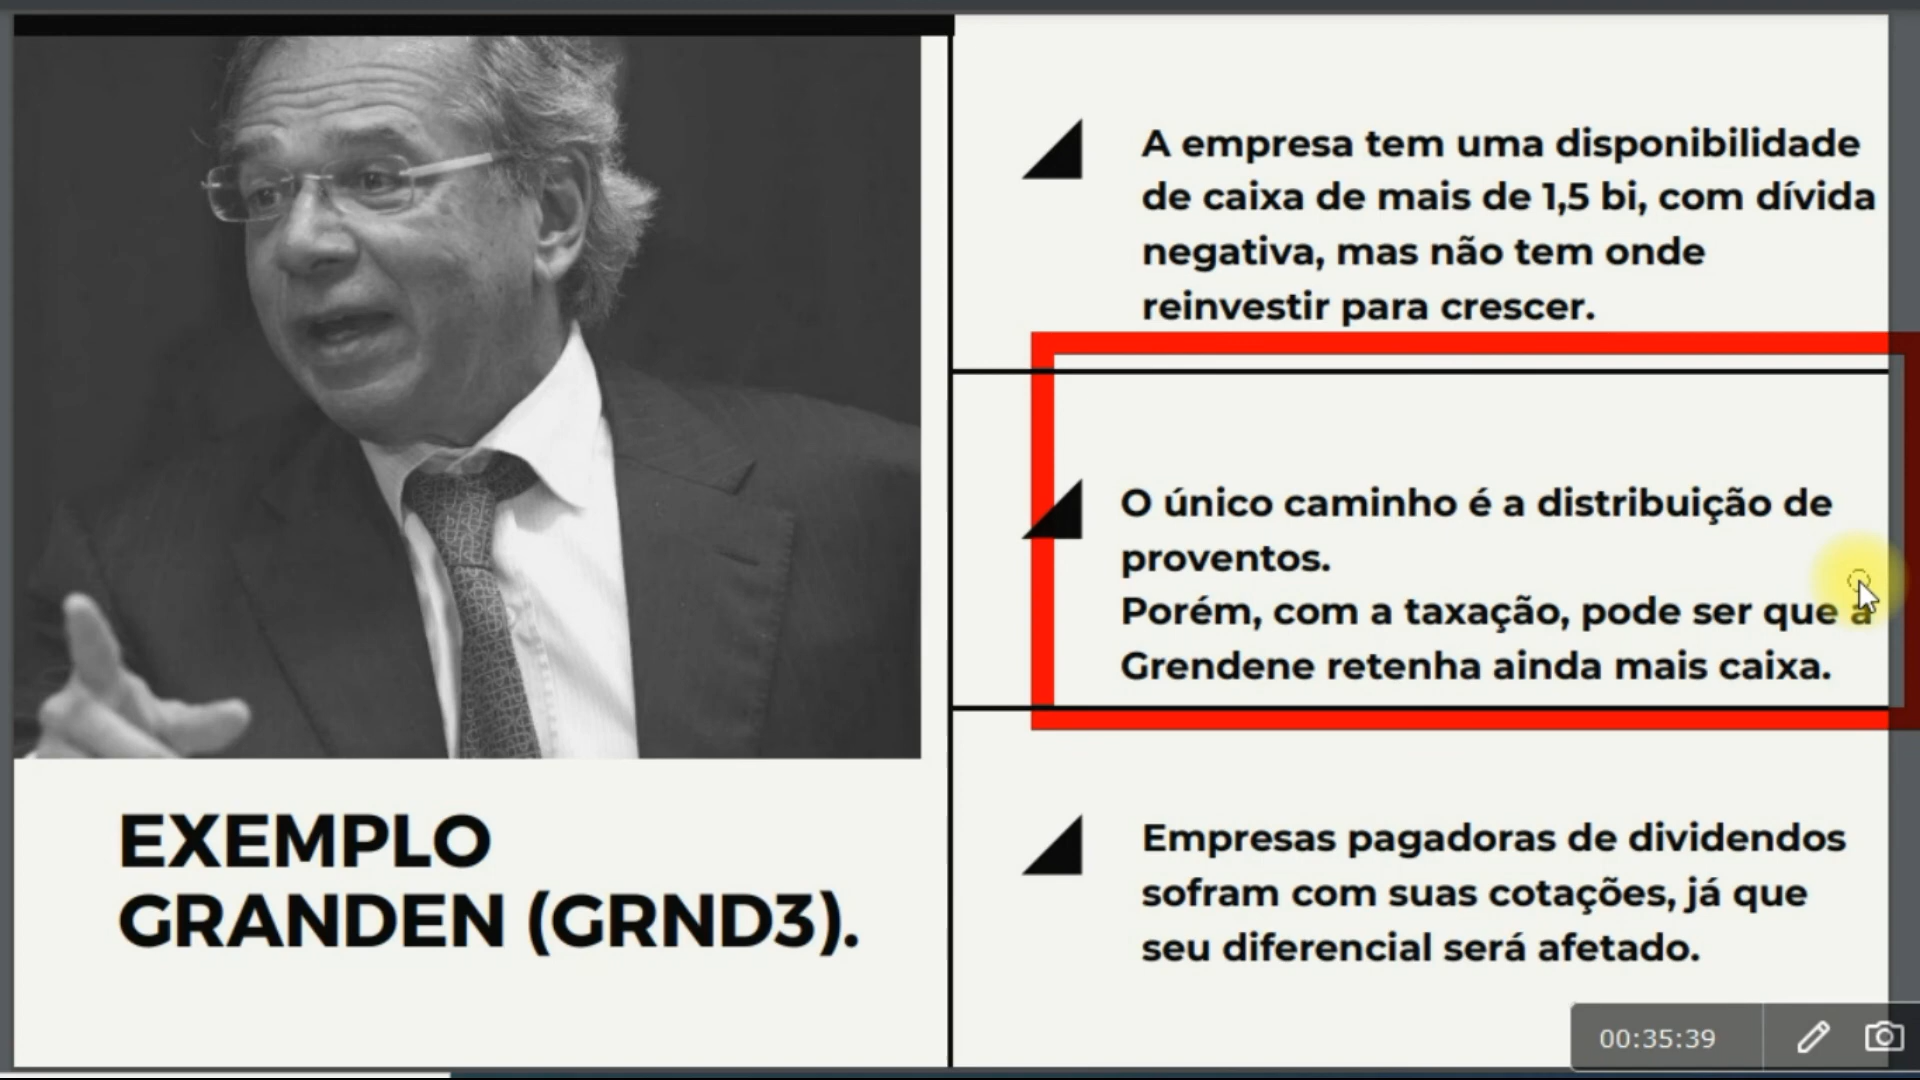 A empresa tem uma disponibilidade
de caixa de mais de 1,5 bi, com dívida
negativa, mas não tem onde
reinvestir para crescer.
O único caminho é a distribuição de
proventos.
Porém, com a taxação, pode ser que a
Grendene retenha ainda mais caixa.
Empresas pagadoras de dividendos
sofram com suas cotações, já que
seu diferencial será afetado.
EXEMPLO
GRANDEN (GRND3).
00:35:39